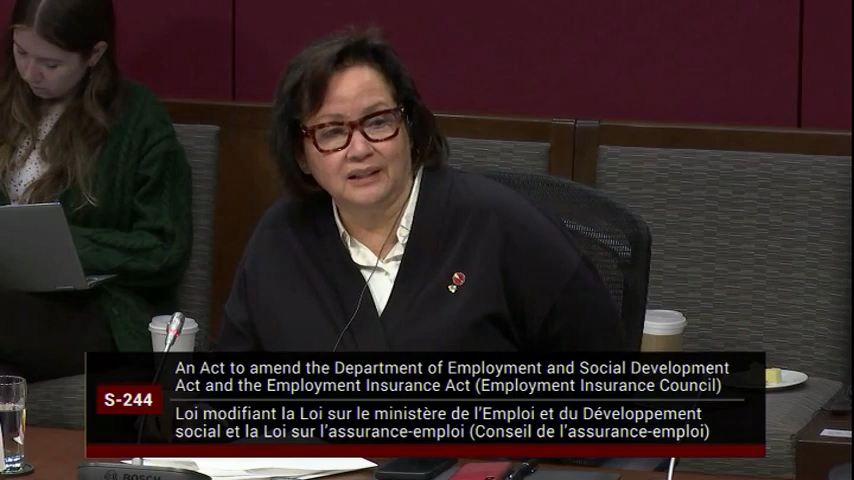 An Act to amend the Department of Employment and Social Development
Act and the Employment Insurance Act (Employment Insurance Council)
S-244
Loi modifiant la Loi sur le ministère de l'Emploi et du Développement
social et la Loi sur l'assurance-emploi (Conseil de l'assurance-emploi)
BOSCH